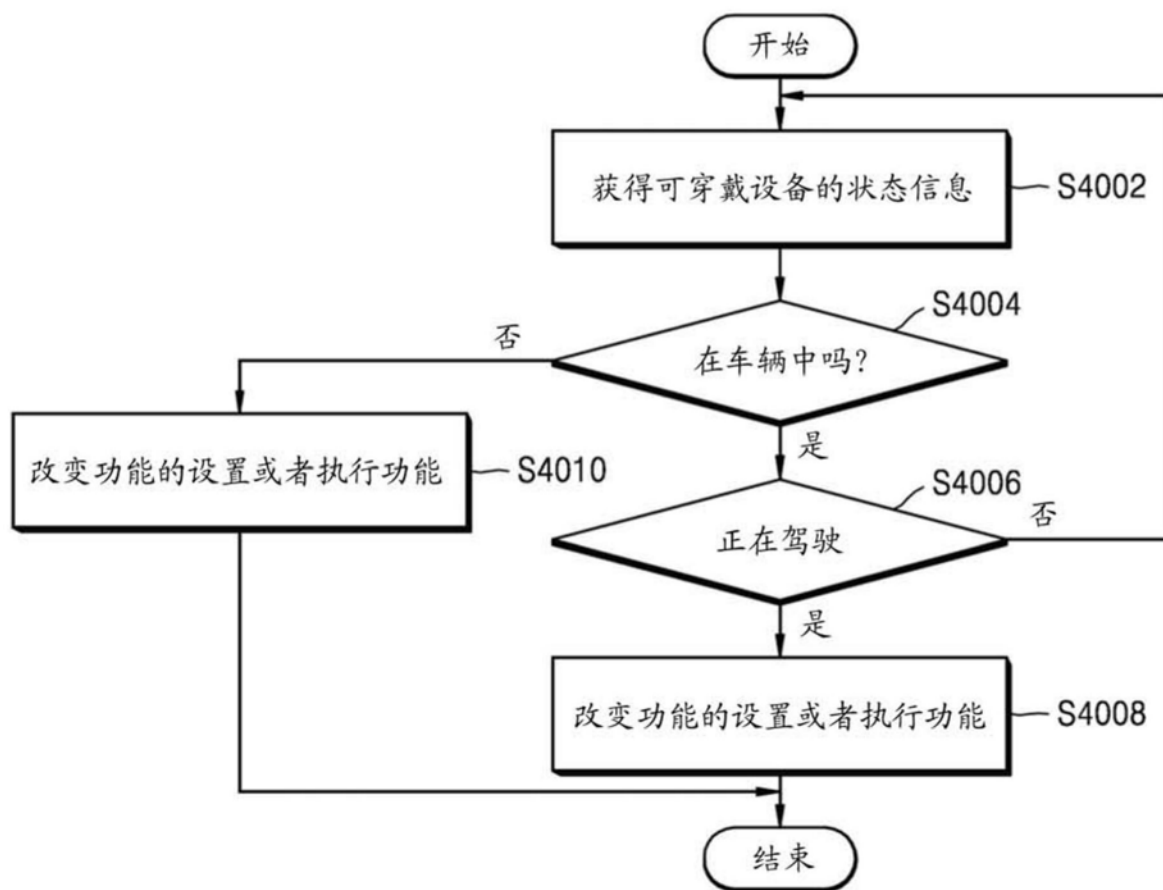 开始
获得可穿戴设备的状态信息
S4002
S4004
否
在车辆中吗?
是
改变功能的设置或者执行功能
S4010
S4006
否
正在驾驶
是
改变功能的设置或者执行功能
S4008
结束